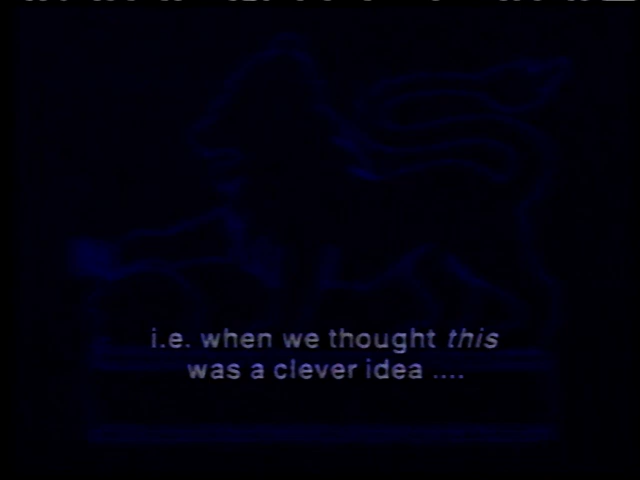 i.e. when we thought this
was a clever idea ....